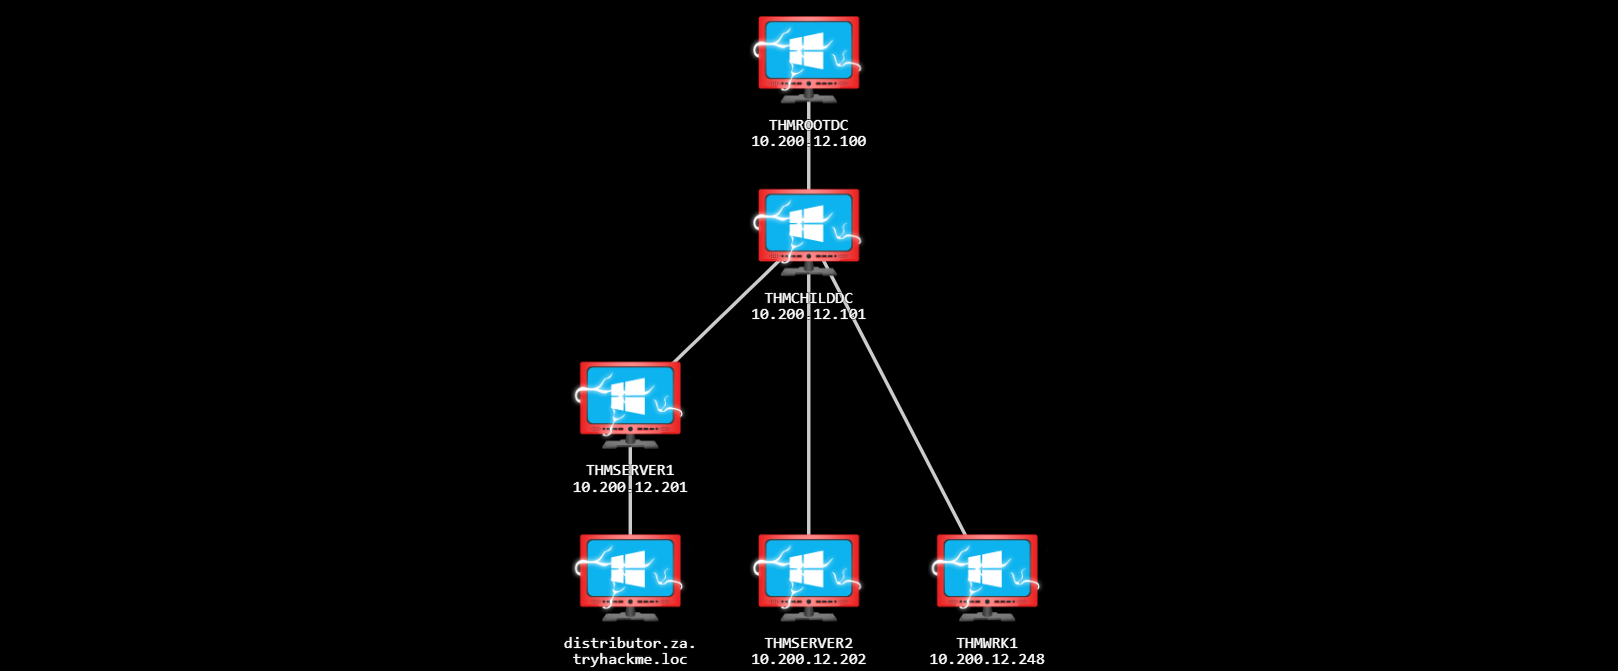 THMROOTDC
10.200.12.100
THMCHILDDC
10.200.12.101
THMSERVER1
10.200.12.201
distributor.za.
tryhackme.loc
THMSERVER2
10.200.12.202
THMWRK1
10.200.12.248